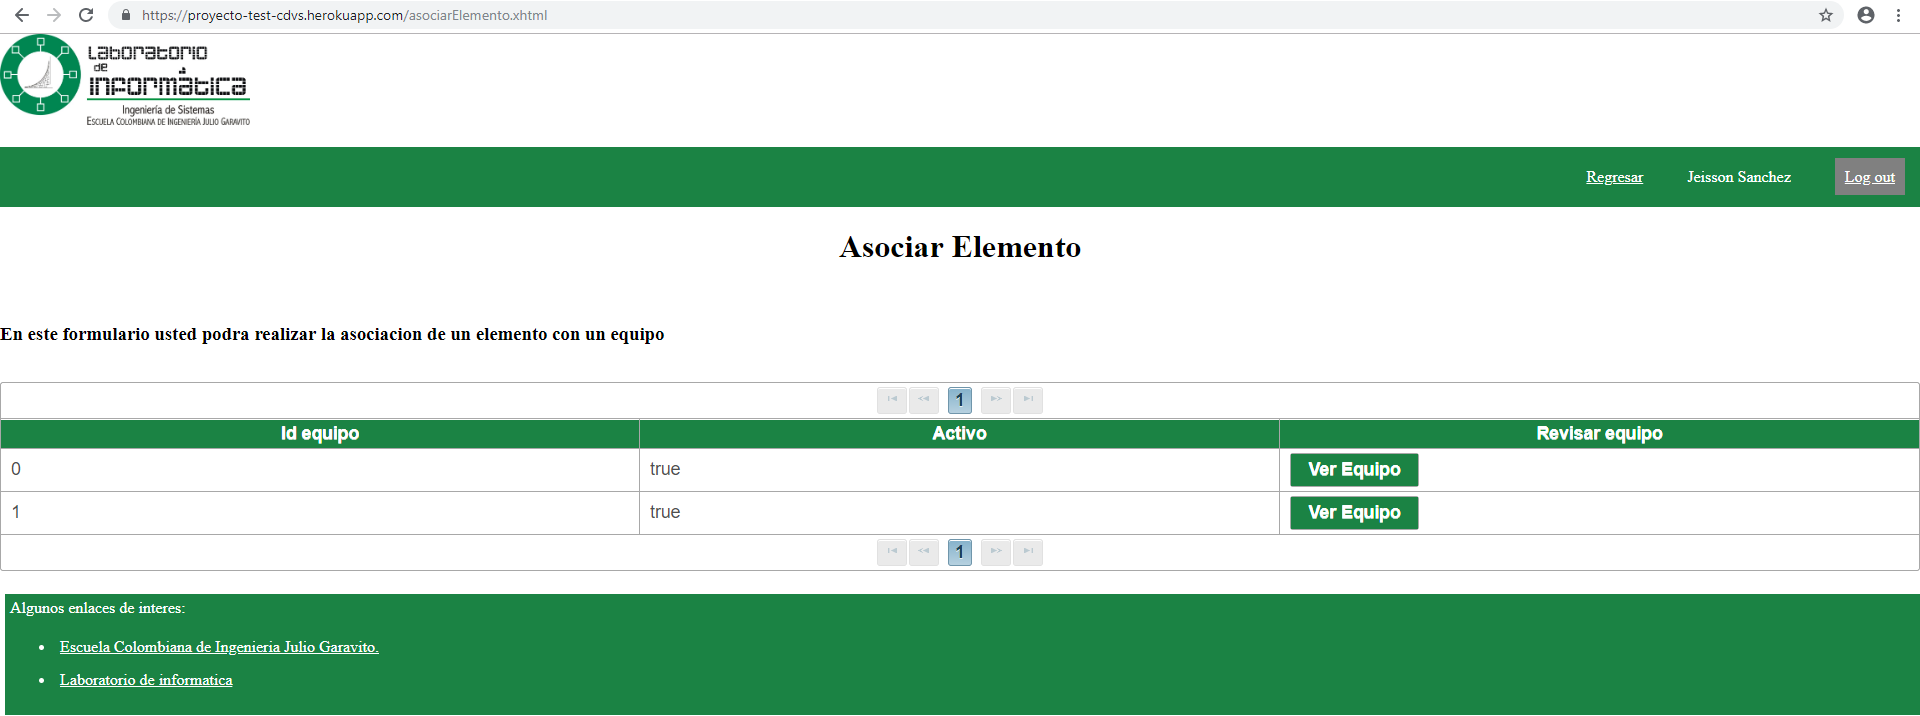 https://proyecto-test-cdvs.herokuapp.com/asociarElemento.xhtml
Laboratorio
de
informática
Ingeniería de Sistemas
Escuela Colombiana de Ingeniería Julio Garavito
Regresar Jeisson Sanchez Log out
Asociar Elemento
En este formulario usted podra realizar la asociacion de un elemento con un equipo
1
Id equipo Activo Revisar equipo
0 true Ver Equipo
1 true Ver Equipo
1
Algunos enlaces de interes:
Escuela Colombiana de Ingenieria Julio Garavito.
Laboratorio de informatica